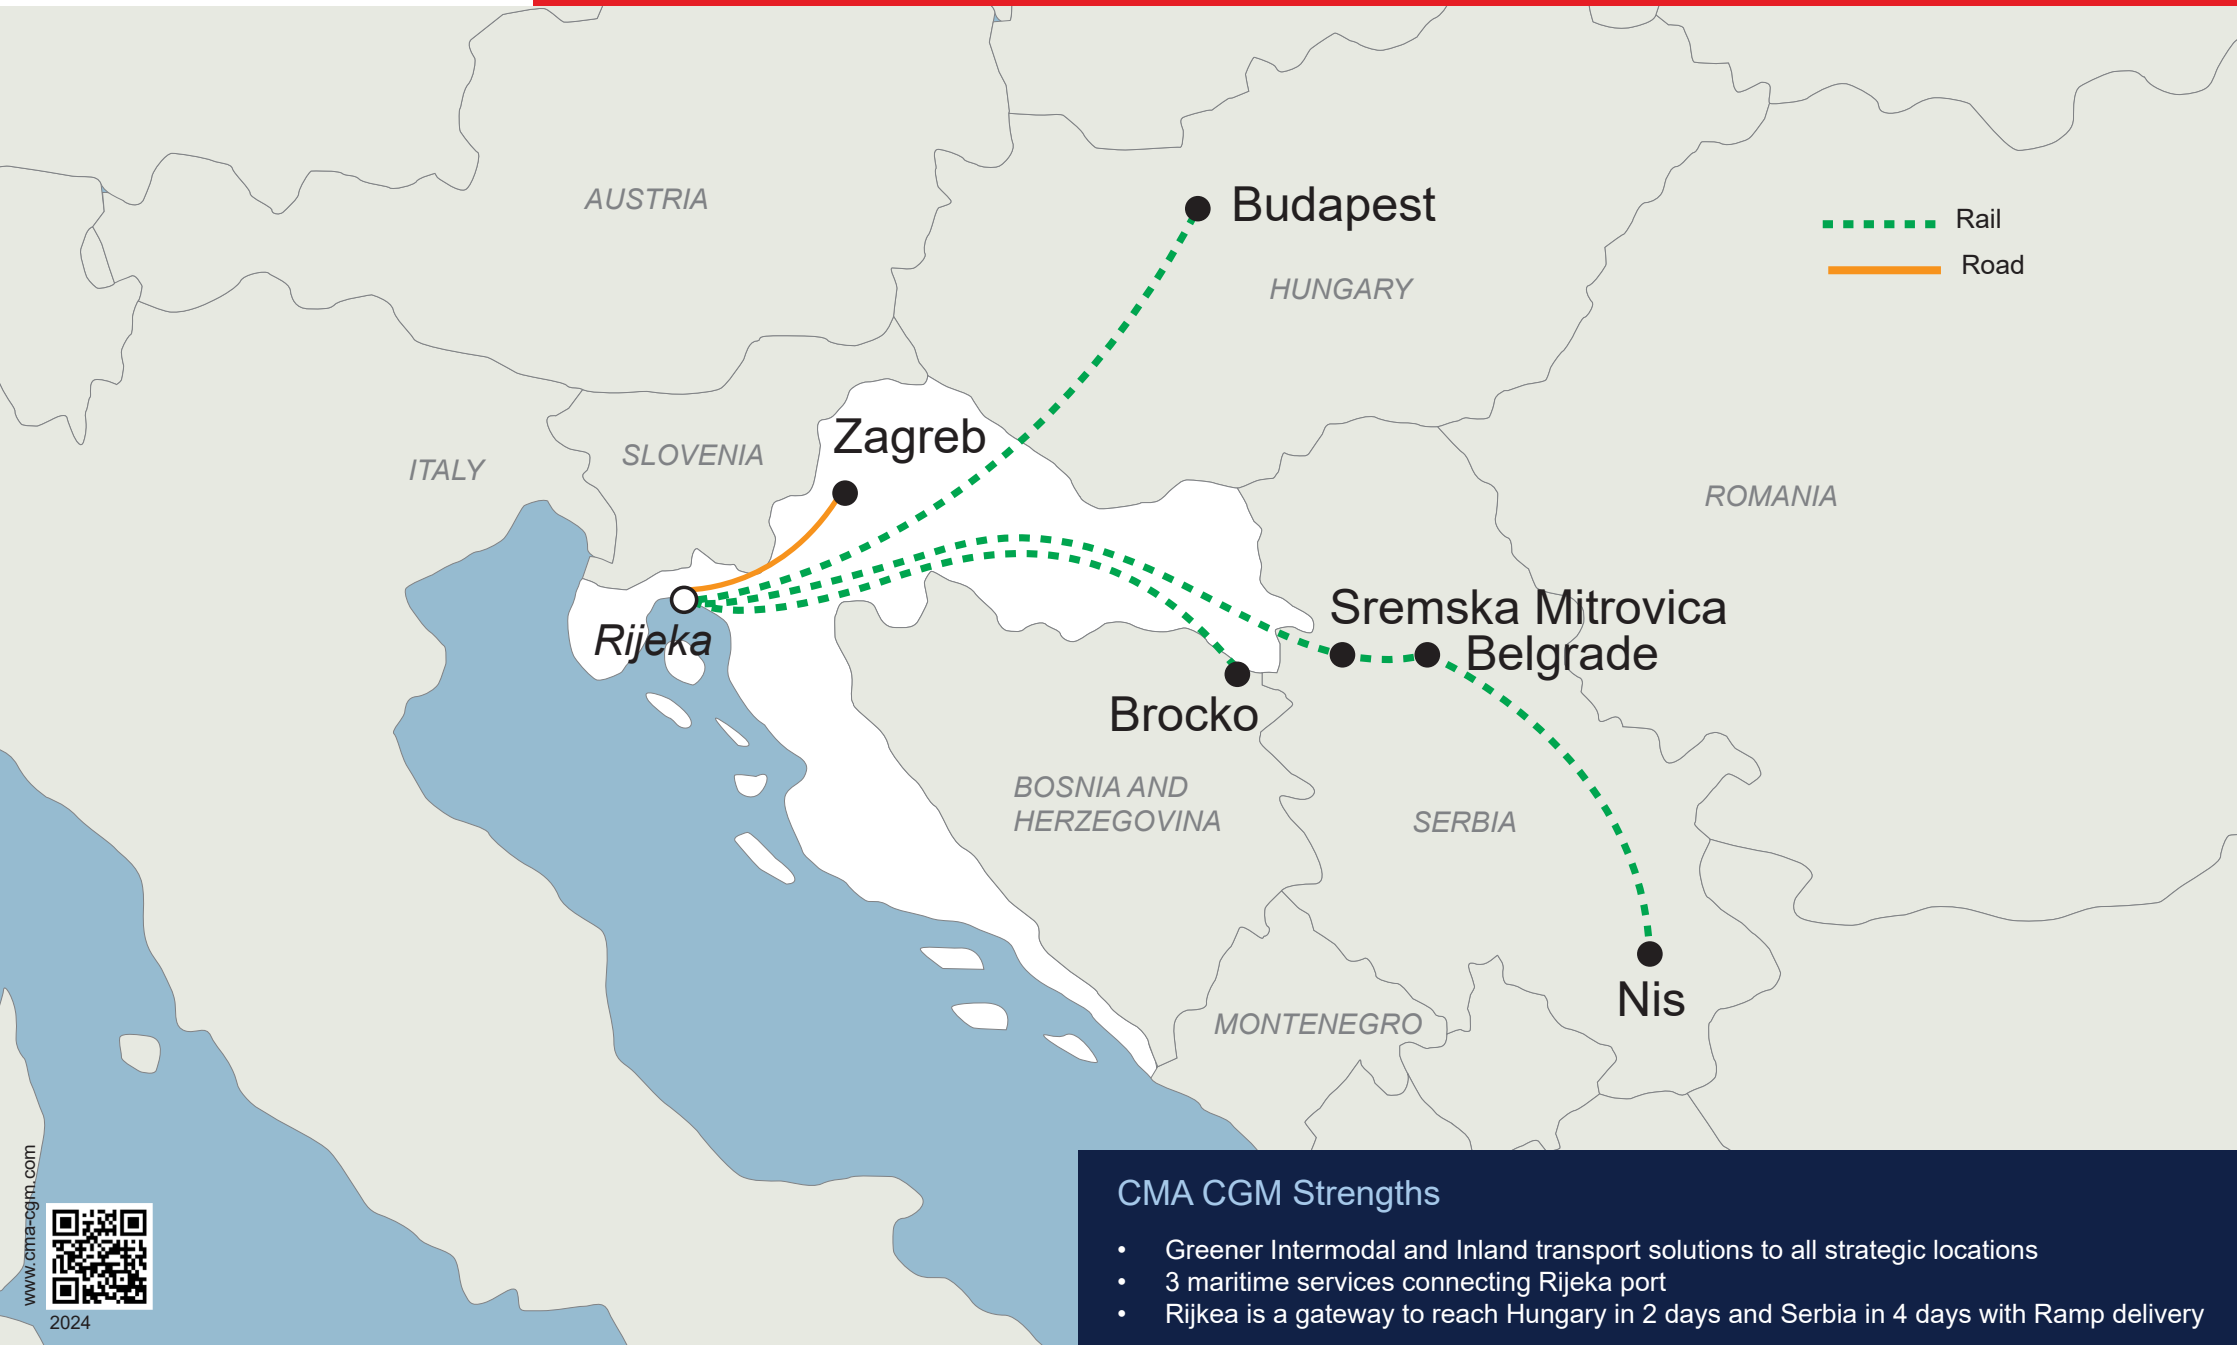 AUSTRIA
Budapest
HUNGARY
Rail
Road
Zagreb
SLOVENIA
ITALY
ROMANIA
Rijeka
Sremska Mitrovica
Belgrade
Brocko
BOSNIA AND
HERZEGOVINA
SERBIA
Nis
MONTENEGRO
www.cma-cgm.com
2024
CMA CGM Strengths
• Greener Intermodal and Inland transport solutions to all strategic locations
• 3 maritime services connecting Rijeka port
• Rijkea is a gateway to reach Hungary in 2 days and Serbia in 4 days with Ramp delivery